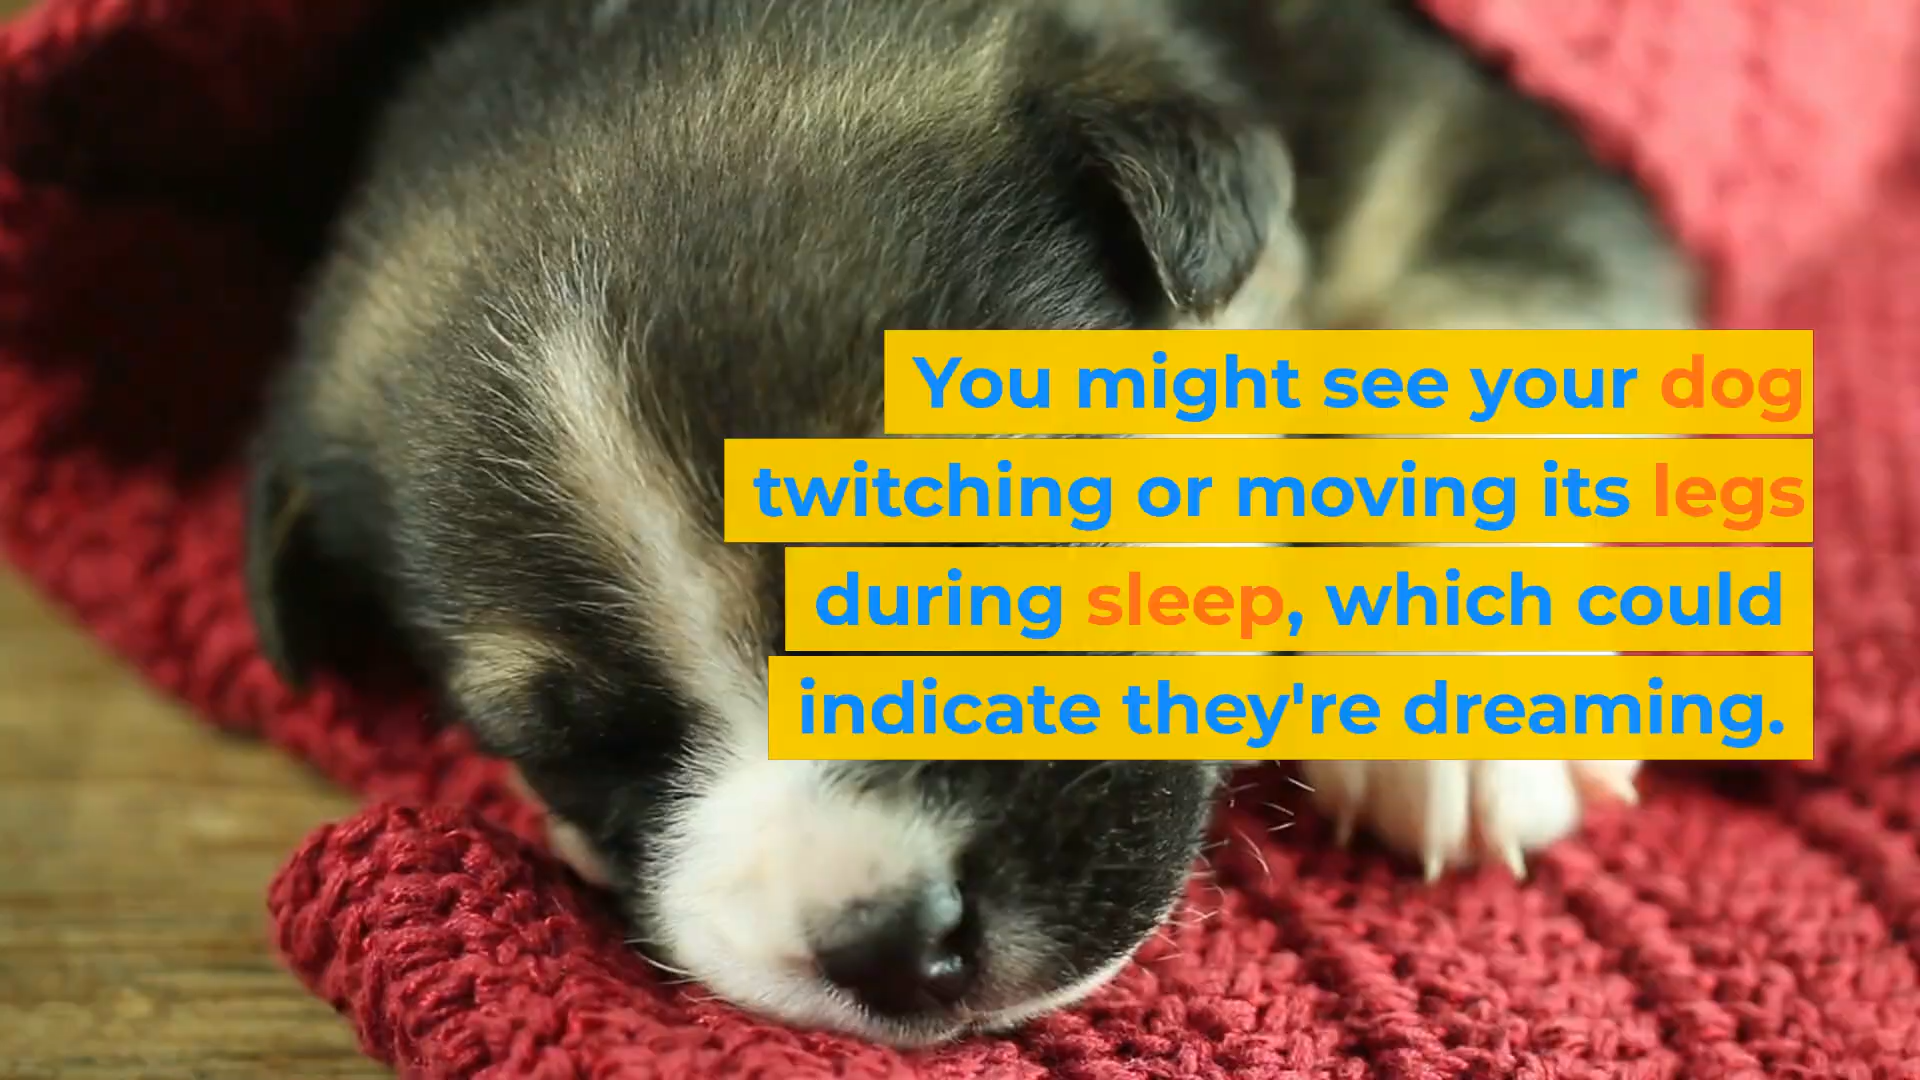 You might see your dog
twitching or moving its legs
during sleep, which could
indicate they're dreaming.